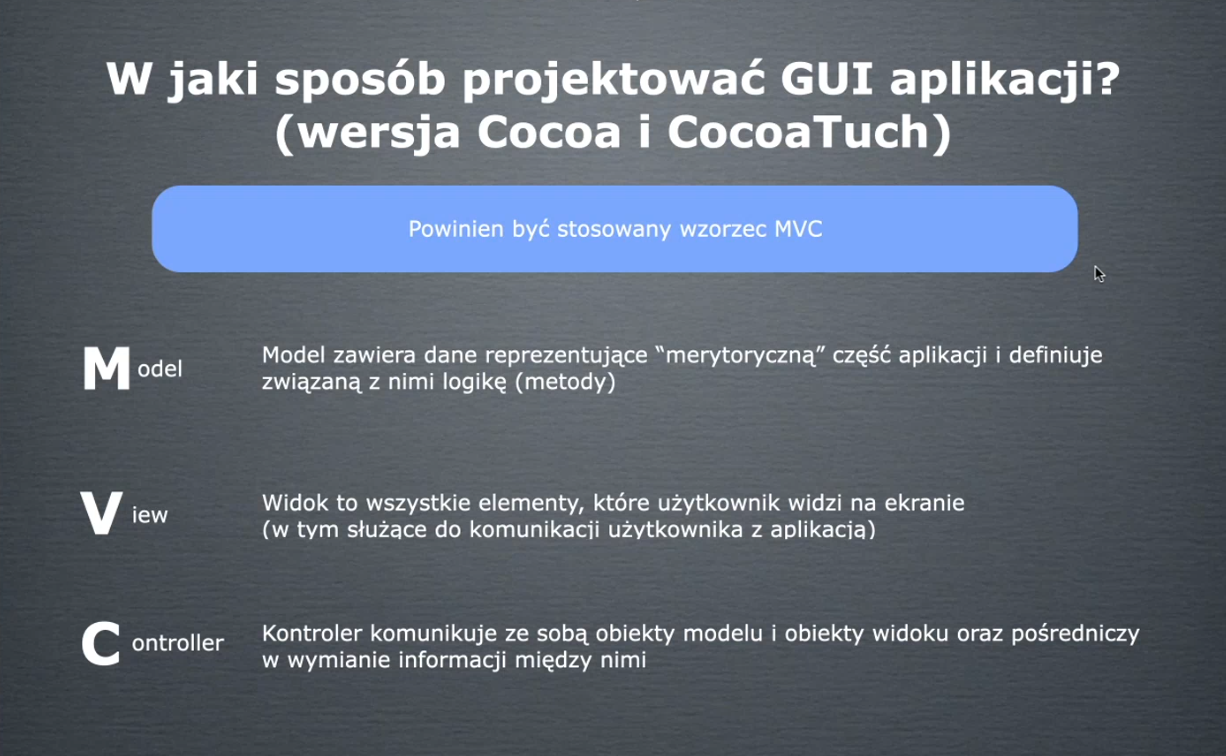 W jaki sposób projektować GUI aplikacji?
(wersja Cocoa i CocoaTuch)
Powinien być stosowany wzorzec MVC
Model
Model zawiera dane reprezentujące “merytoryczną” część aplikacji i definiuje
związaną z nimi logikę (metody)
View
Widok to wszystkie elementy, które użytkownik widzi na ekranie
(w tym służące do komunikacji użytkownika z aplikacją)
Controller
Kontroler komunikuje ze sobą obiekty modelu i obiekty widoku oraz pośredniczy
w wymianie informacji między nimi